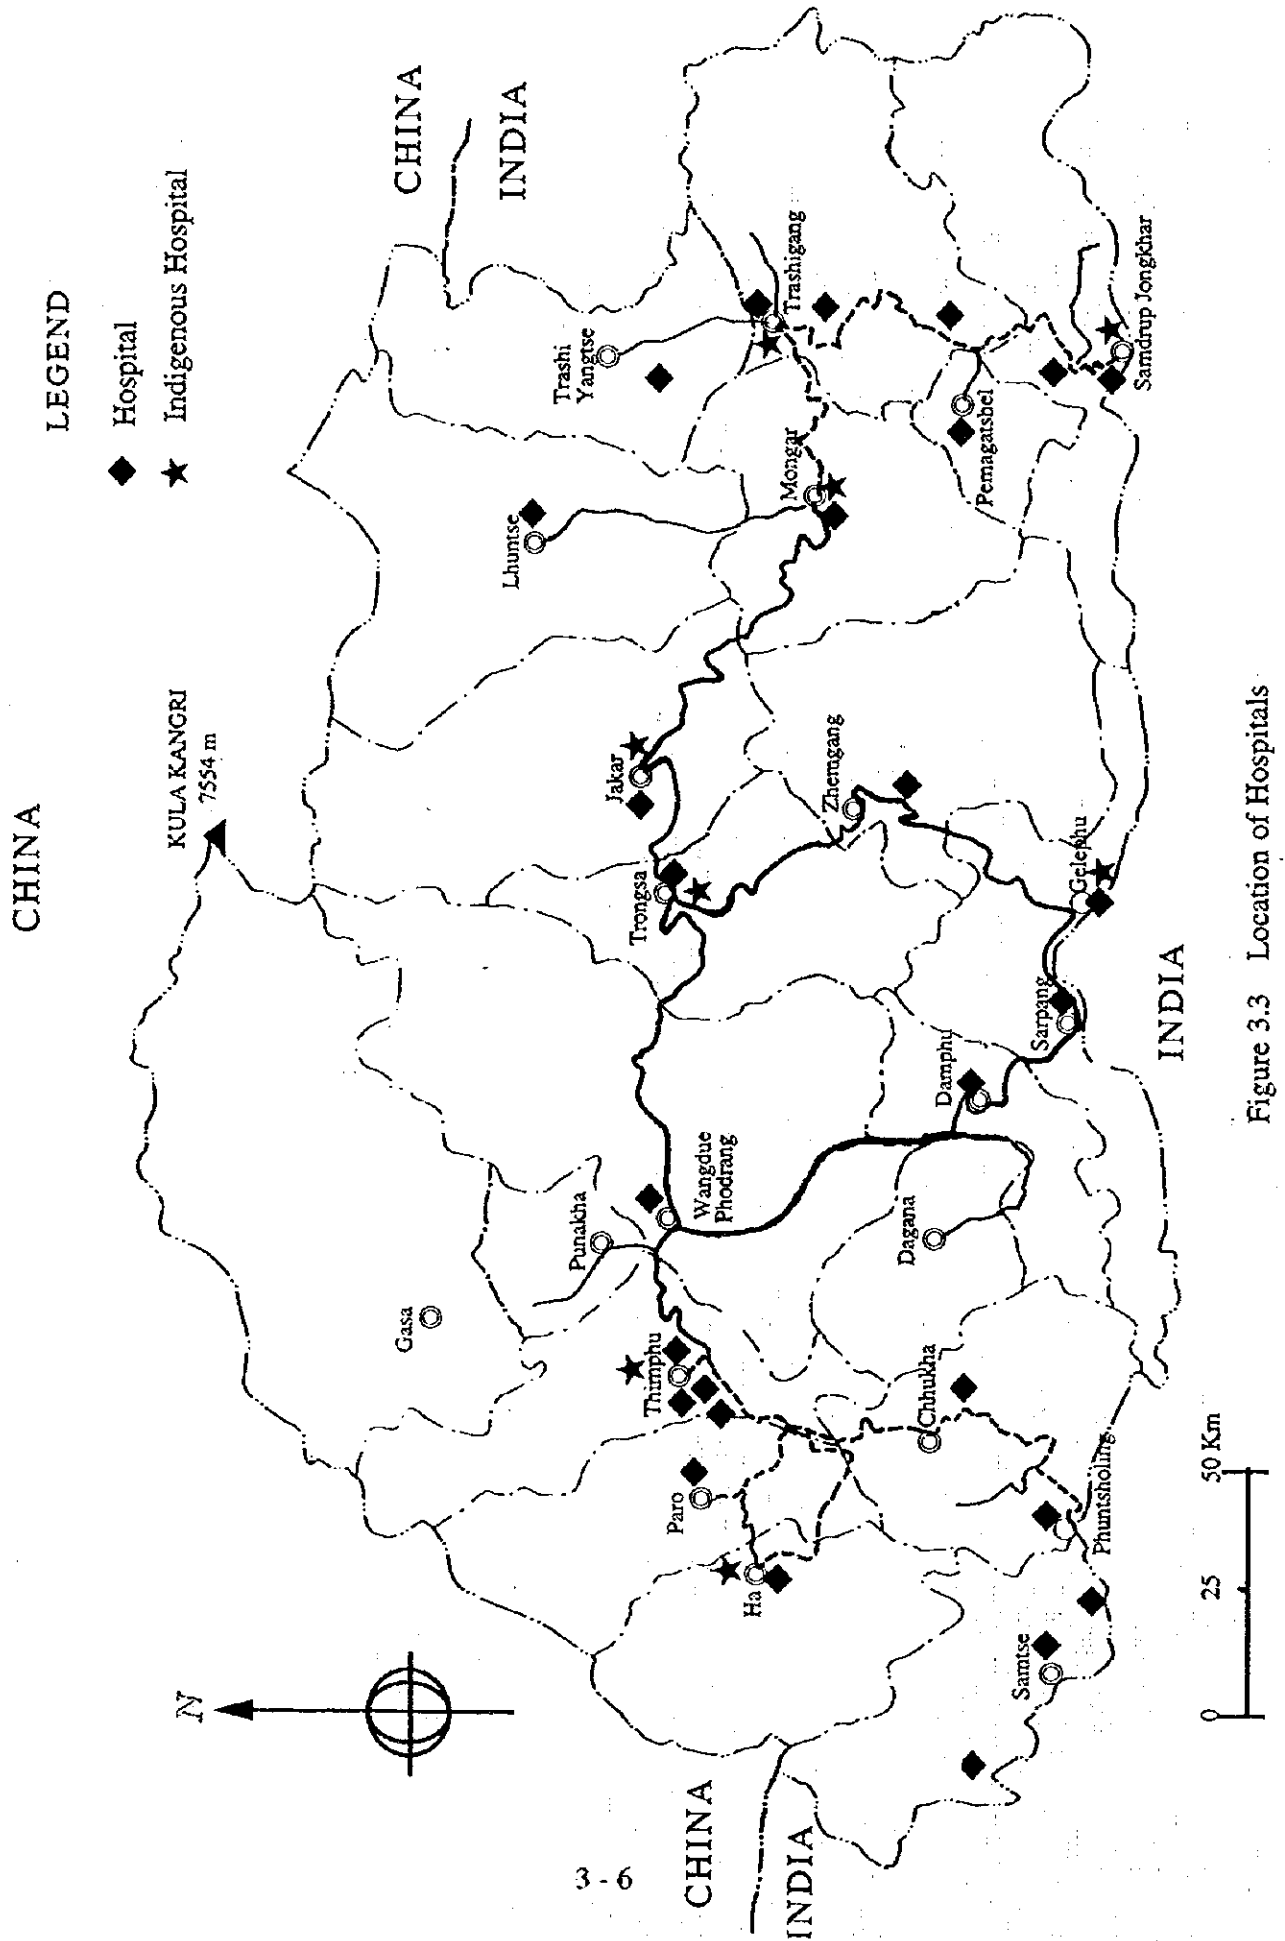 CHINA
LEGEND
Hospital
Indigenous Hospital
KULA KANGRI
7554 m
N
CHINA
INDIA
Gasa
Lhuntse
Trashi
Yangtse
Punakha
Jakar
Trongsa
Thimphu
Wangdue
Phodrang
Paro
Ha
CHINA
INDIA
Mongar
Trashigang
Zhemgang
Dagana
Damphu
Chhukha
Pemagatshel
Sarpang
Gelephu
Samtse
Phuntsholing
Samdrup Jongkhar
INDIA
0 25 50 Km
Figure 3.3 Location of Hospitals
3 - 6